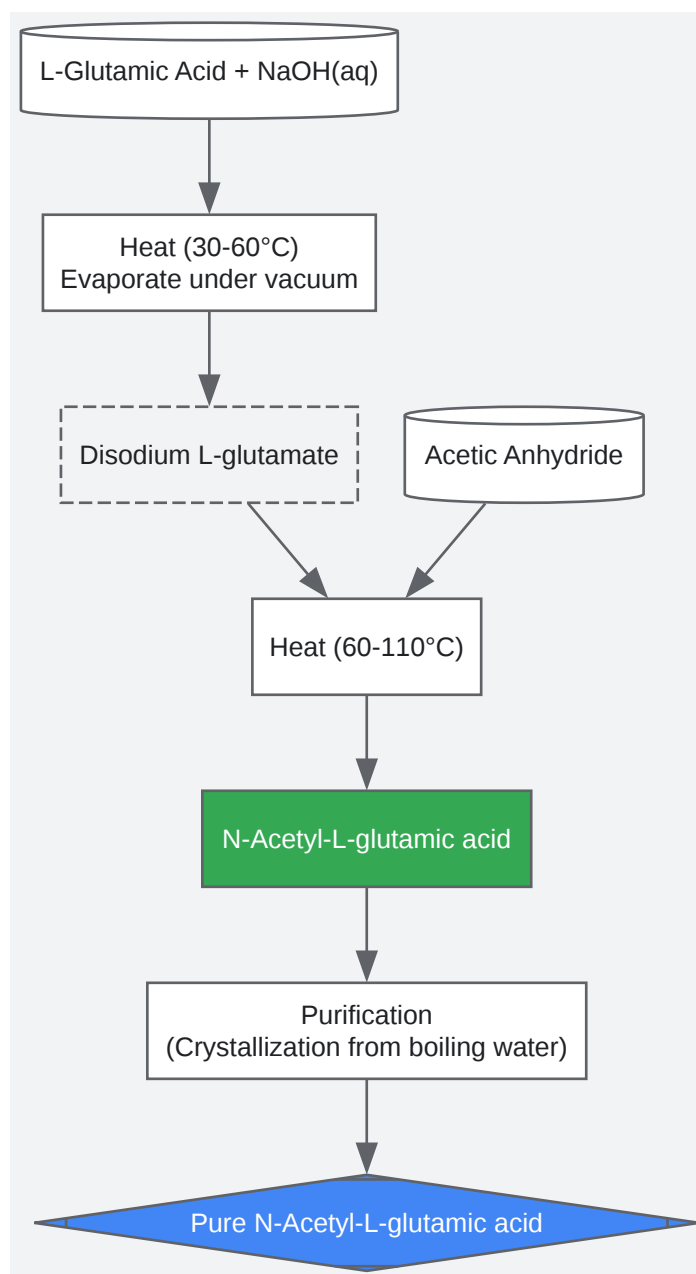 L-Glutamic Acid + NaOH(aq)
Heat (30-60°C)
Evaporate under vacuum
Disodium L-glutamate
Acetic Anhydride
Heat (60-110°C)
N-Acetyl-L-glutamic acid
Purification
(Crystallization from boiling water)
Pure N-Acetyl-L-glutamic acid